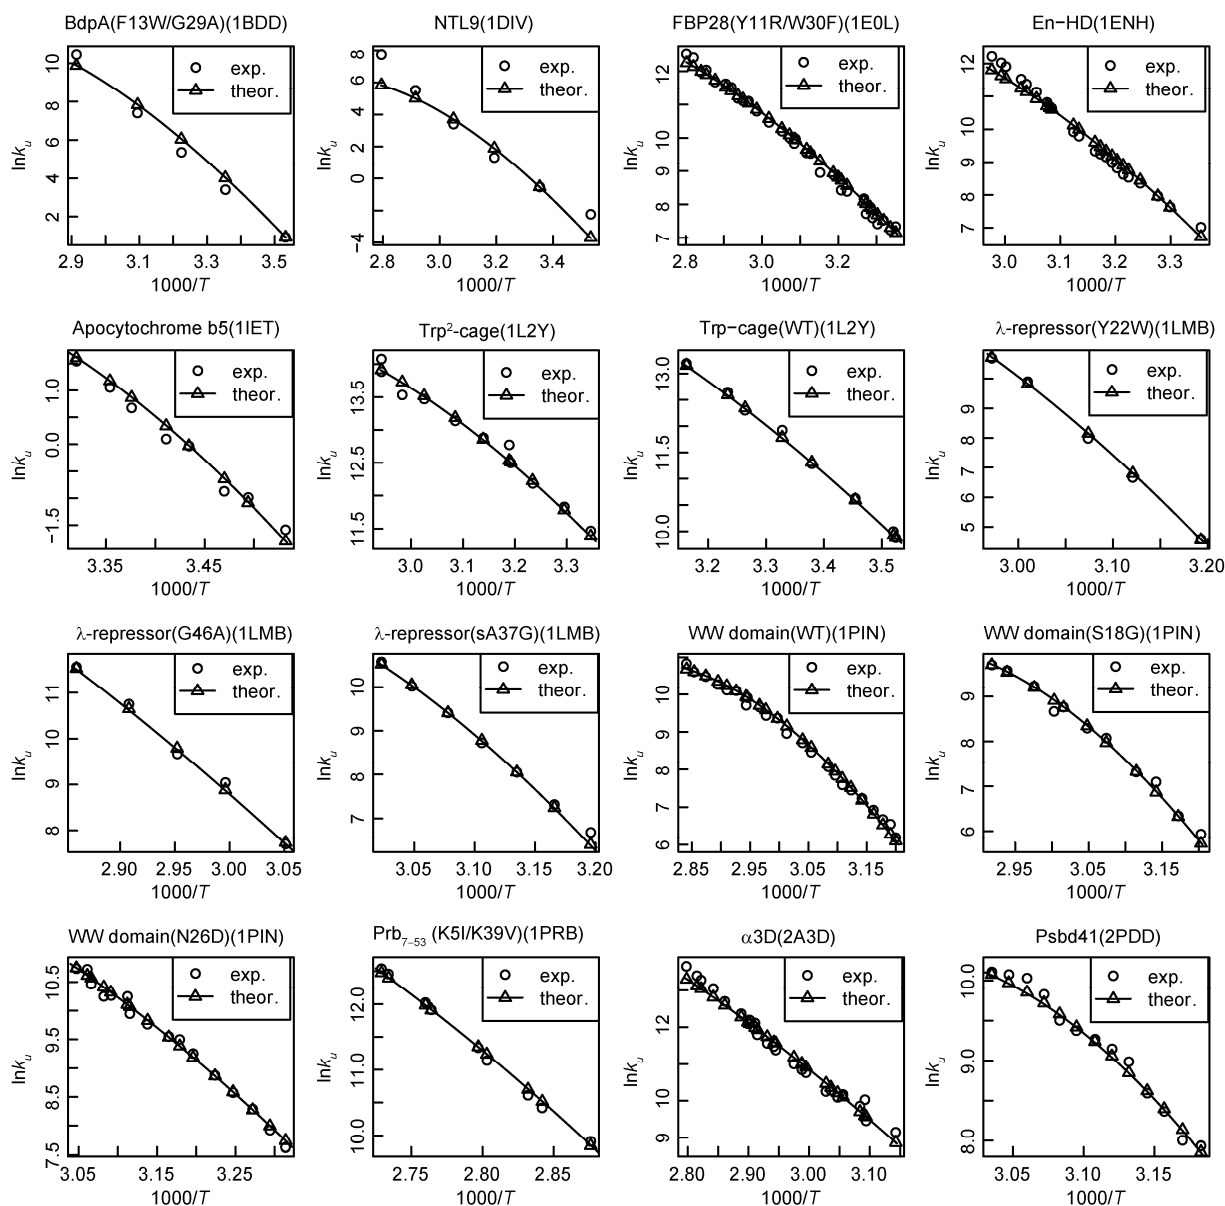 BdpA(F13W/G29A)(1BDD)
exp.
theor.
lnku
10
8
6
4
2
2.9
3.1
3.3
3.5
1000/T
NTL9(1DIV)
exp.
theor.
lnku
8
6
4
2
0
−4
2.8
3.0
3.2
3.4
1000/T
FBP28(Y11R/W30F)(1E0L)
exp.
theor.
lnku
12
11
10
9
8
7
2.8
3.0
3.2
1000/T
En−HD(1ENH)
exp.
theor.
lnku
12
10
9
8
7
3.0
3.1
3.2
3.3
1000/T
Apocytochrome b5(1IET)
exp.
theor.
lnku
1.0
0.0
−1.5
3.35
3.45
1000/T
Trp²-cage(1L2Y)
exp.
theor.
lnku
13.5
12.5
11.5
3.0
3.1
3.2
3.3
1000/T
Trp−cage(WT)(1L2Y)
exp.
theor.
lnku
13.0
11.5
10.0
3.2
3.3
3.4
3.5
1000/T
λ-repressor(Y22W)(1LMB)
exp.
theor.
lnku
9
8
7
6
5
3.00
3.10
3.20
1000/T
λ-repressor(G46A)(1LMB)
exp.
theor.
lnku
11
10
9
8
2.90
2.95
3.00
3.05
1000/T
λ-repressor(sA37G)(1LMB)
exp.
theor.
lnku
10
9
8
7
3.05
3.10
3.15
3.20
1000/T
WW domain(WT)(1PIN)
exp.
theor.
lnku
10
9
8
7
6
2.85
2.95
3.05
3.15
1000/T
WW domain(S18G)(1PIN)
exp.
theor.
lnku
9
8
7
6
2.95
3.05
3.15
1000/T
WW domain(N26D)(1PIN)
exp.
theor.
lnku
10.5
9.5
8.5
7.5
3.05
3.15
3.25
1000/T
Prb7−53 (K5I/K39V)(1PRB)
exp.
theor.
lnku
12.0
11.0
10.0
2.75
2.80
2.85
1000/T
α3D(2A3D)
exp.
theor.
lnku
12
10
9
2.80
2.90
3.00
3.10
1000/T
Psbd41(2PDD)
exp.
theor.
lnku
10.0
9.0
8.0
3.05
3.10
3.15
1000/T